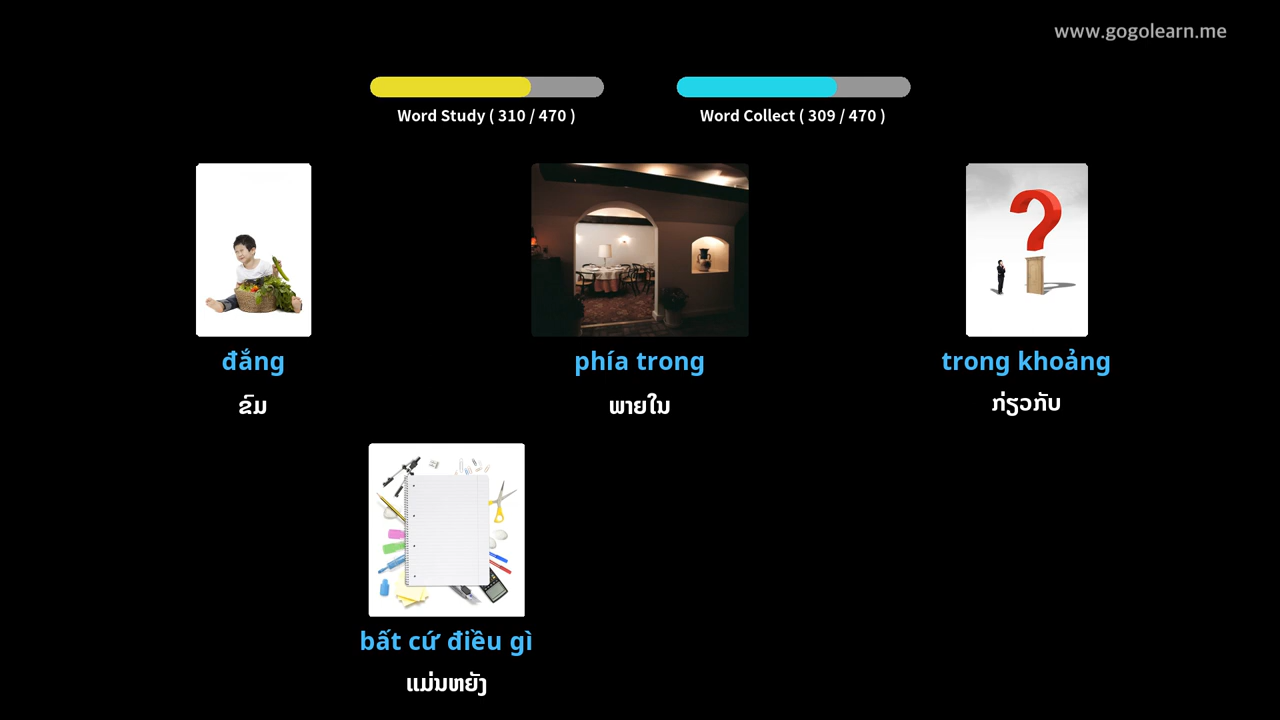 www.gogolearn.me
Word Study ( 310 / 470 )
Word Collect ( 309 / 470 )
đắng
ຂົມ
phía trong
ພາຍໃນ
trong khoảng
ກ່ຽວກັບ
bất cứ điều gì
ແມ່ນຫຍັງ